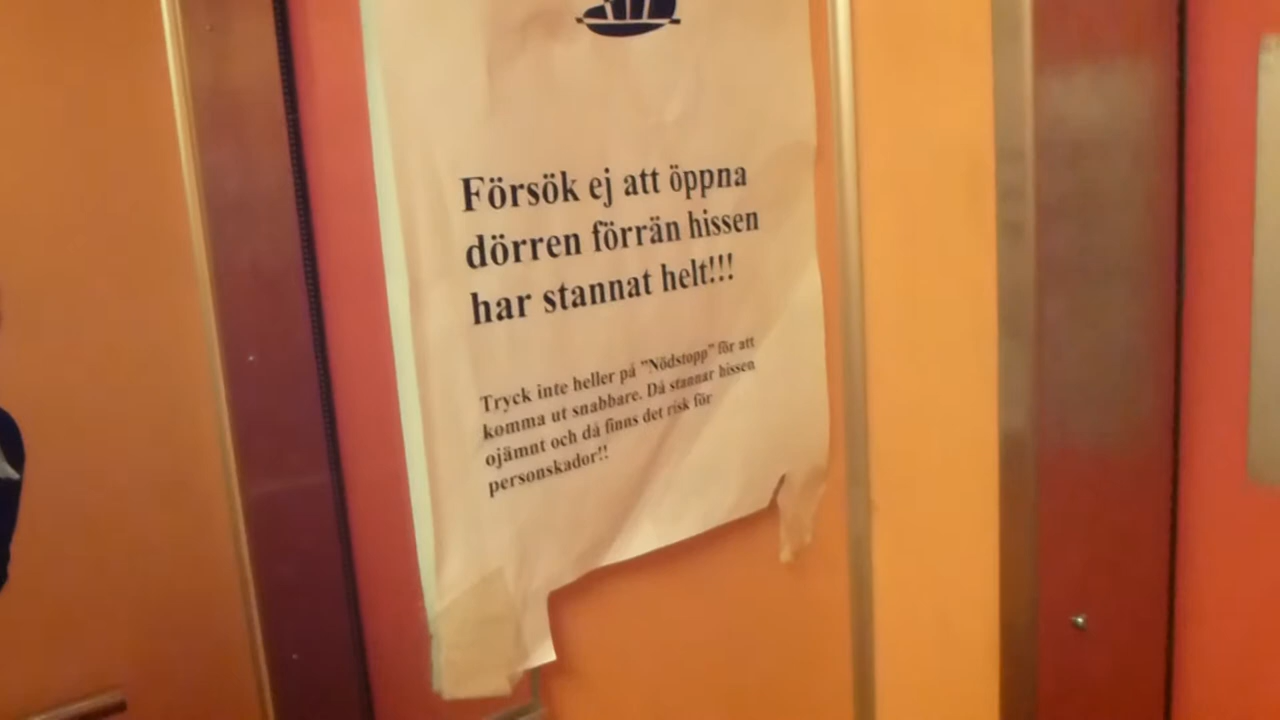 Försök ej att öppna
dörren förrän hissen
har stannat helt!!!
Tryck inte heller på "Nödstopp" för att
komma ut snabbare. Då stannar hissen
ojämnt och då finns det risk för
personskador!!